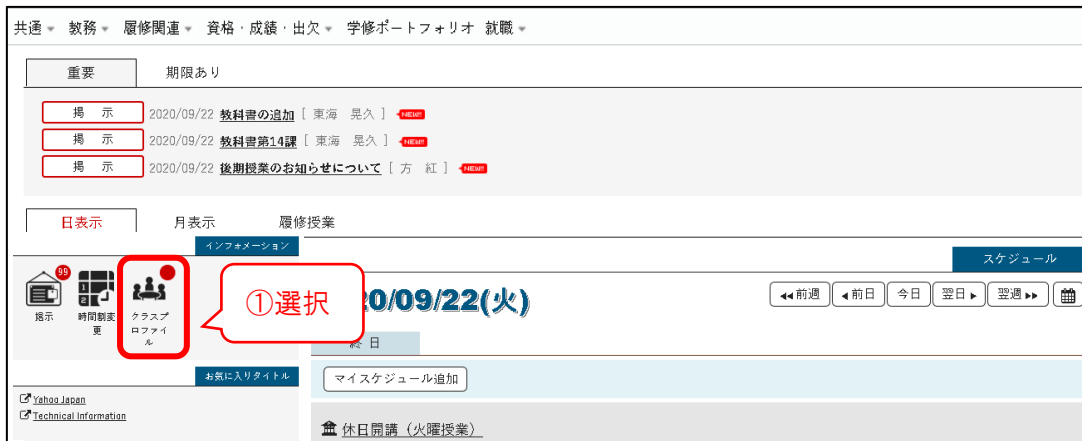 共通 教務 履修関連 資格・成績・出欠 学修ポートフォリオ 就職
重要 期限あり
掲 示 2020/09/22 教科書の追加 [ 東海 晃久 ] NEW!!
掲 示 2020/09/22 教科書第14課 [ 東海 晃久 ] NEW!!
掲 示 2020/09/22 後期授業のお知らせについて [ 方 紅 ] NEW!!
日表示 月表示 履修授業
インフォメーション
スケジュール
99
掲示
時間割変
更
クラスプ
ロファイ
ル
①選択
20/09/22(火)
前週 前日 今日 翌日 翌週
終 日
お気に入りタイトル
マイスケジュール追加
Yahoo Japan
Technical Information
休日開講（火曜授業）